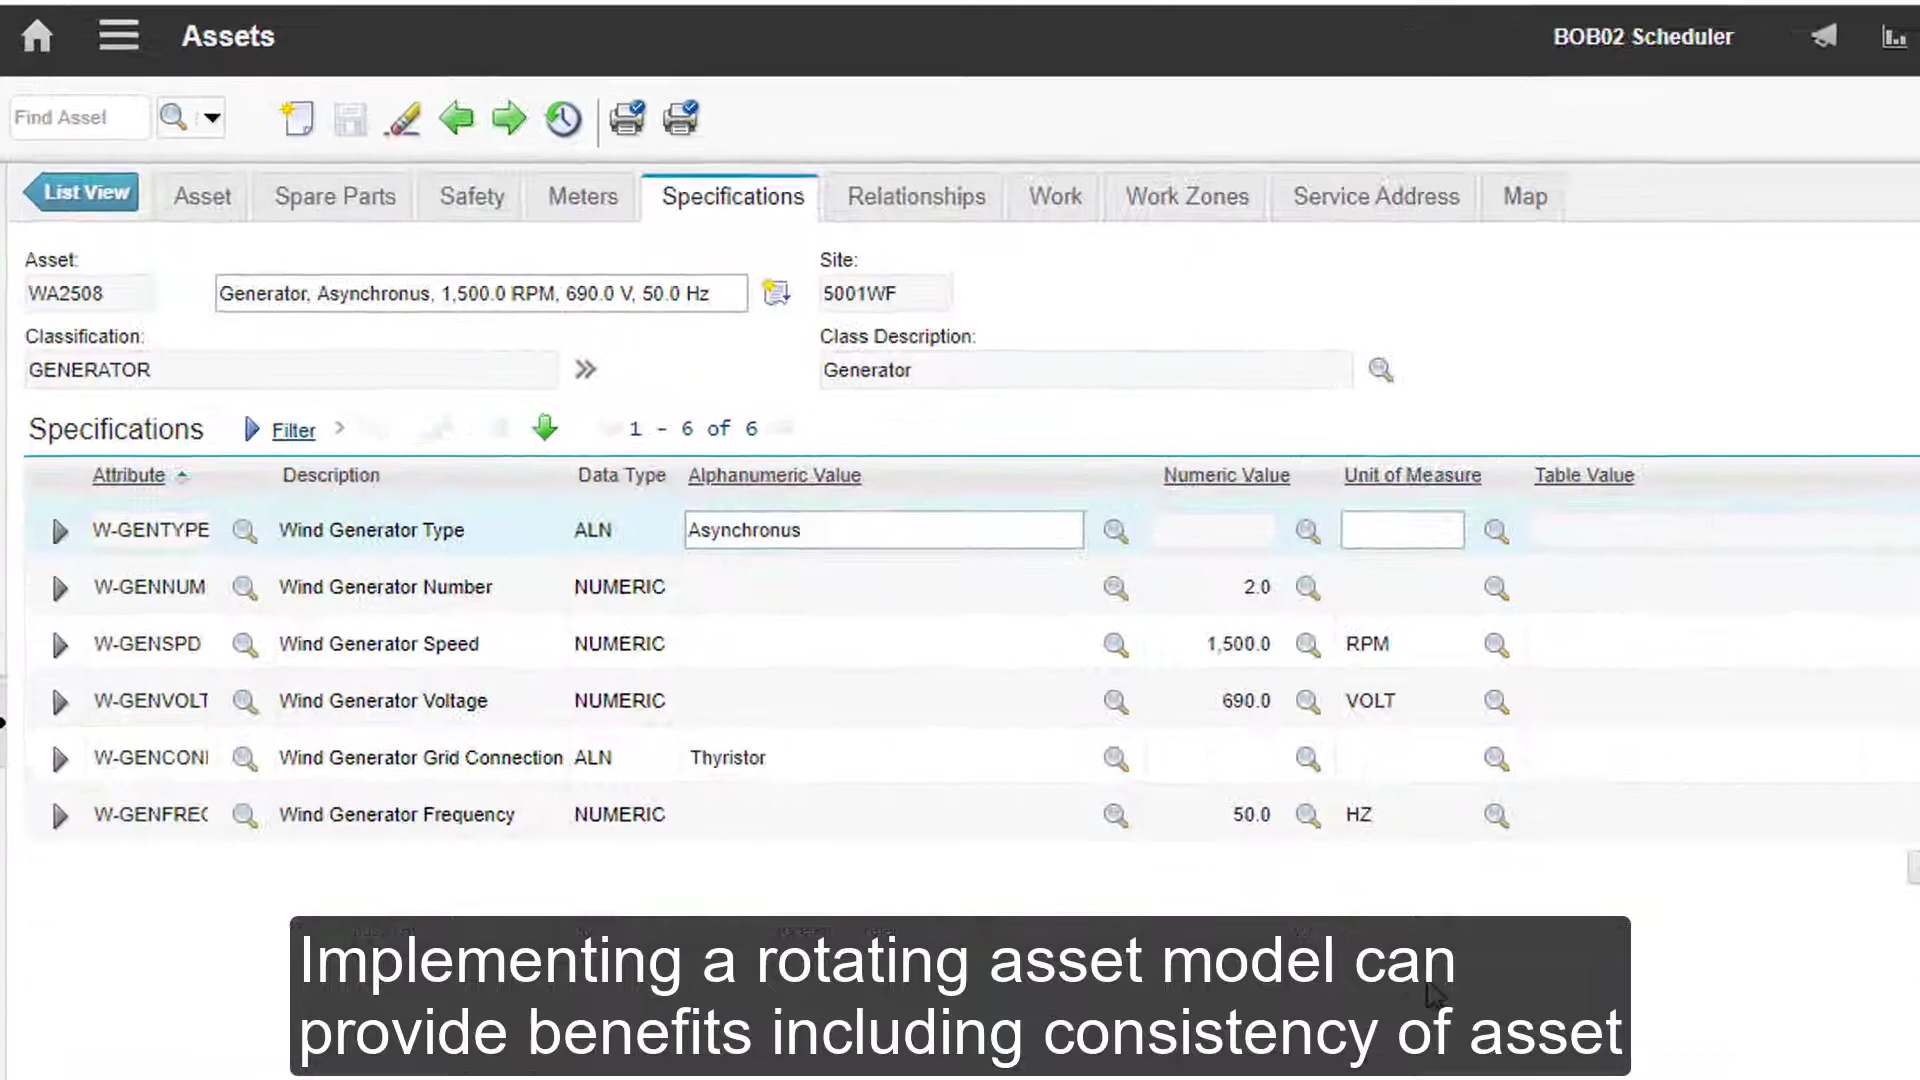 Assets
BOB02 Scheduler
Find Asset
List View Asset Spare Parts Safety Meters Specifications Relationships Work Work Zones Service Address Map
Asset: Site:
WA2508 Generator, Asynchronus, 1,500.0 RPM, 690.0 V, 50.0 Hz 5001WF
Classification: Class Description:
GENERATOR Generator
Specifications Filter 1 - 6 of 6
Attribute Description Data Type Alphanumeric Value Numeric Value Unit of Measure Table Value
W-GENTYPE Wind Generator Type ALN Asynchronus
W-GENNUM Wind Generator Number NUMERIC 2.0
W-GENSPD Wind Generator Speed NUMERIC 1,500.0 RPM
W-GENVOLT Wind Generator Voltage NUMERIC 690.0 VOLT
W-GENCON Wind Generator Grid Connection ALN Thyristor
W-GENFRE Wind Generator Frequency NUMERIC 50.0 HZ
Implementing a rotating asset model can
provide benefits including consistency of asset